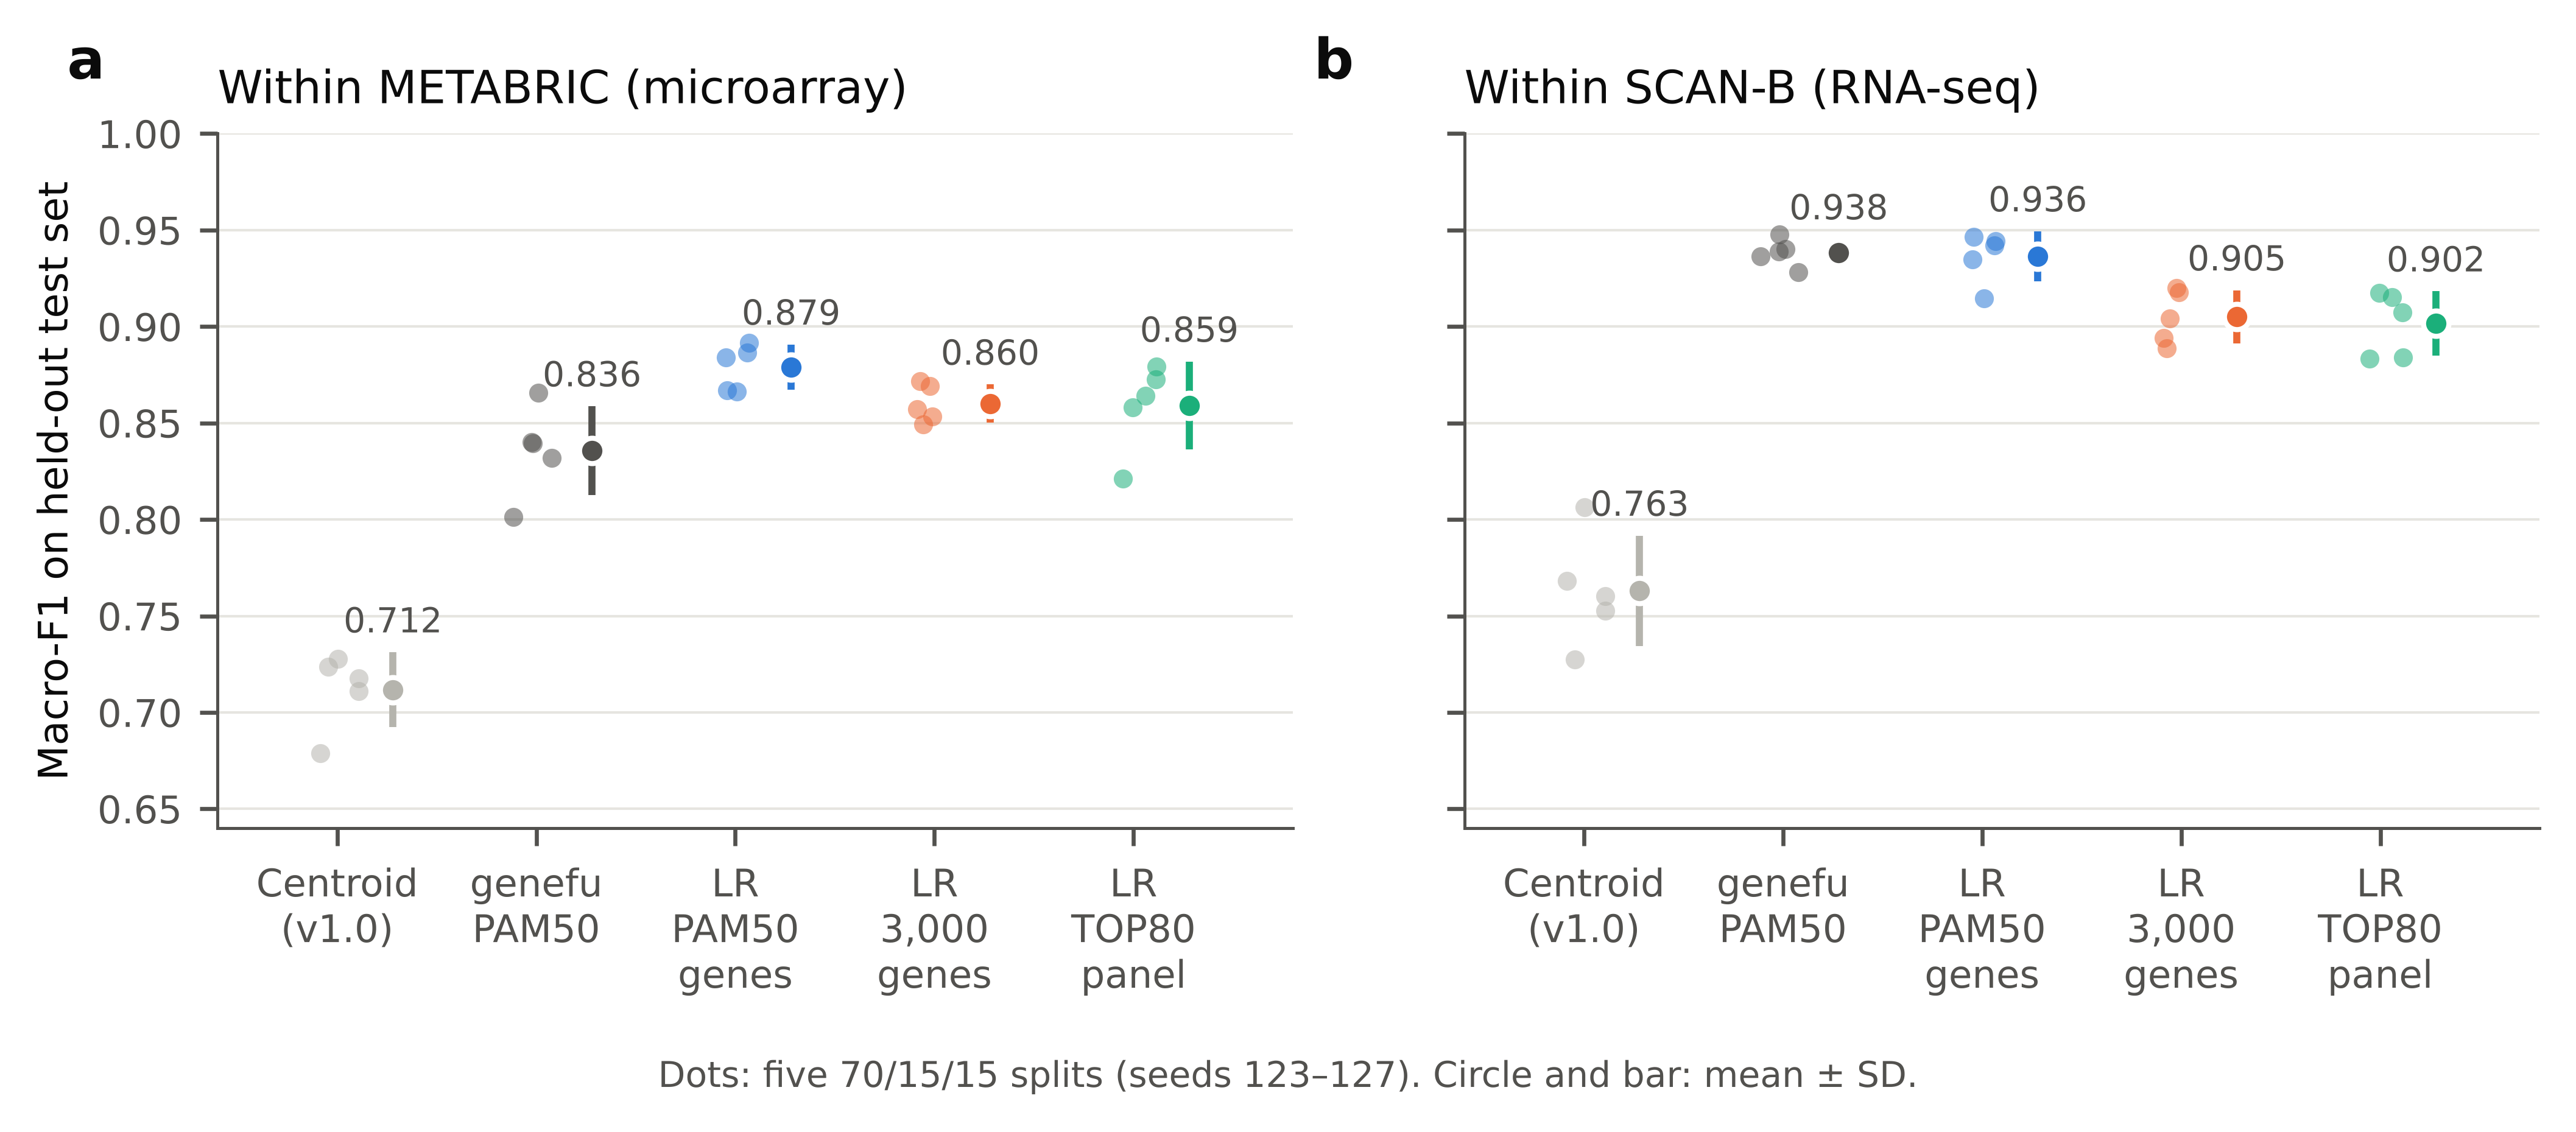 a
Within METABRIC (microarray)
Macro-F1 on held-out test set
1.00
0.95
0.90
0.85
0.80
0.75
0.70
0.65
0.712
0.836
0.879
0.860
0.859
Centroid
(v1.0)
genefu
PAM50
LR
PAM50
genes
LR
3,000
genes
LR
TOP80
panel
b
Within SCAN-B (RNA-seq)
0.763
0.938
0.936
0.905
0.902
Centroid
(v1.0)
genefu
PAM50
LR
PAM50
genes
LR
3,000
genes
LR
TOP80
panel
Dots: five 70/15/15 splits (seeds 123–127). Circle and bar: mean ± SD.